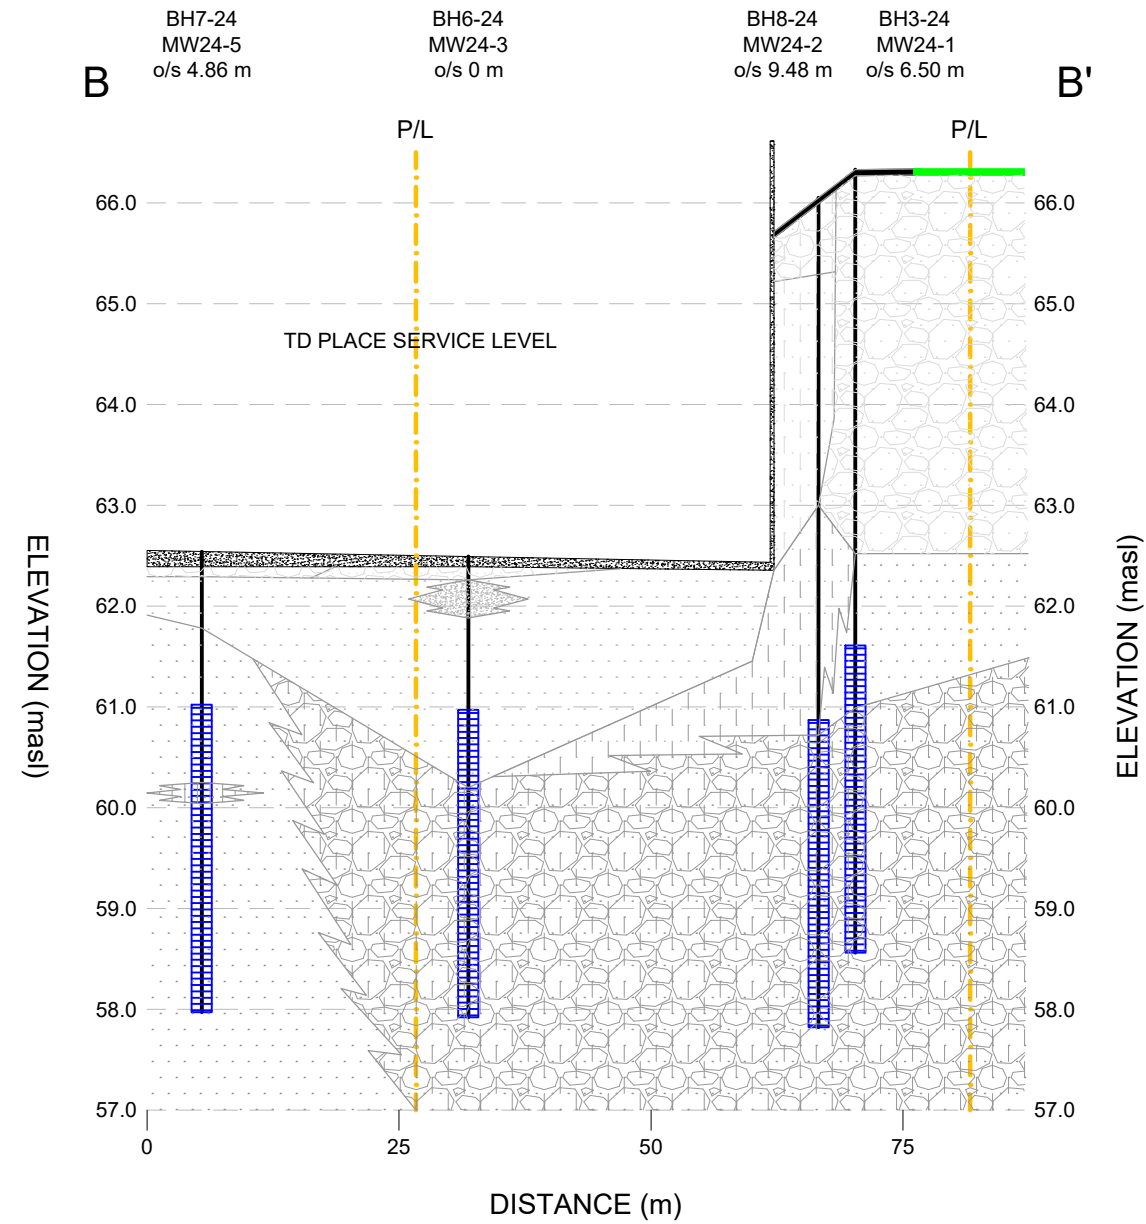 BH7-24
MW24-5
o/s 4.86 m
BH6-24
MW24-3
o/s 0 m
BH8-24
MW24-2
o/s 9.48 m
BH3-24
MW24-1
o/s 6.50 m
B
B'
P/L
P/L
66.0
66.0
65.0
65.0
TD PLACE SERVICE LEVEL
64.0
64.0
63.0
63.0
62.0
62.0
61.0
61.0
60.0
60.0
59.0
59.0
58.0
58.0
57.0
57.0
ELEVATION (masl)
ELEVATION (masl)
0
25
50
75
DISTANCE (m)